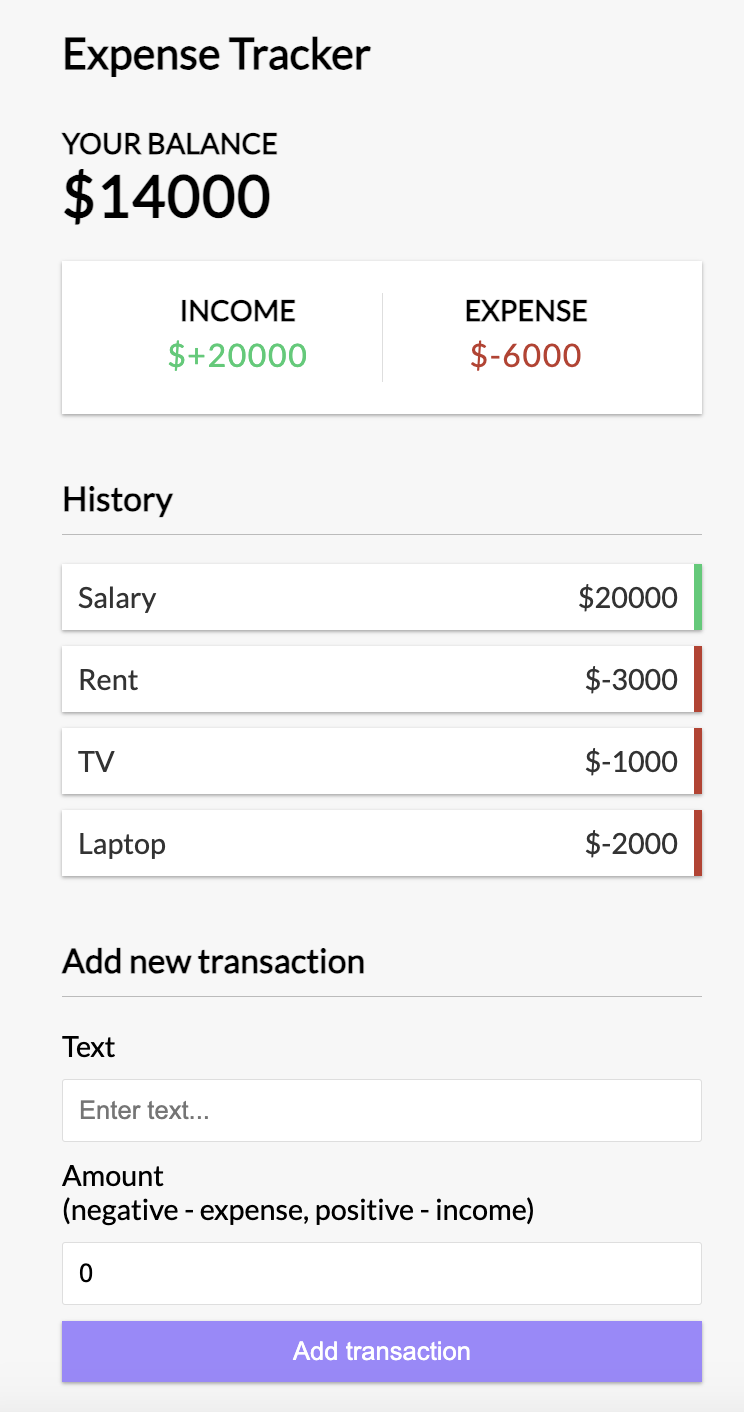 Expense Tracker
YOUR BALANCE
$14000
INCOME
$+20000
EXPENSE
$-6000
History
Salary $20000
Rent $-3000
TV $-1000
Laptop $-2000
Add new transaction
Text
Enter text...
Amount
(negative - expense, positive - income)
0
Add transaction